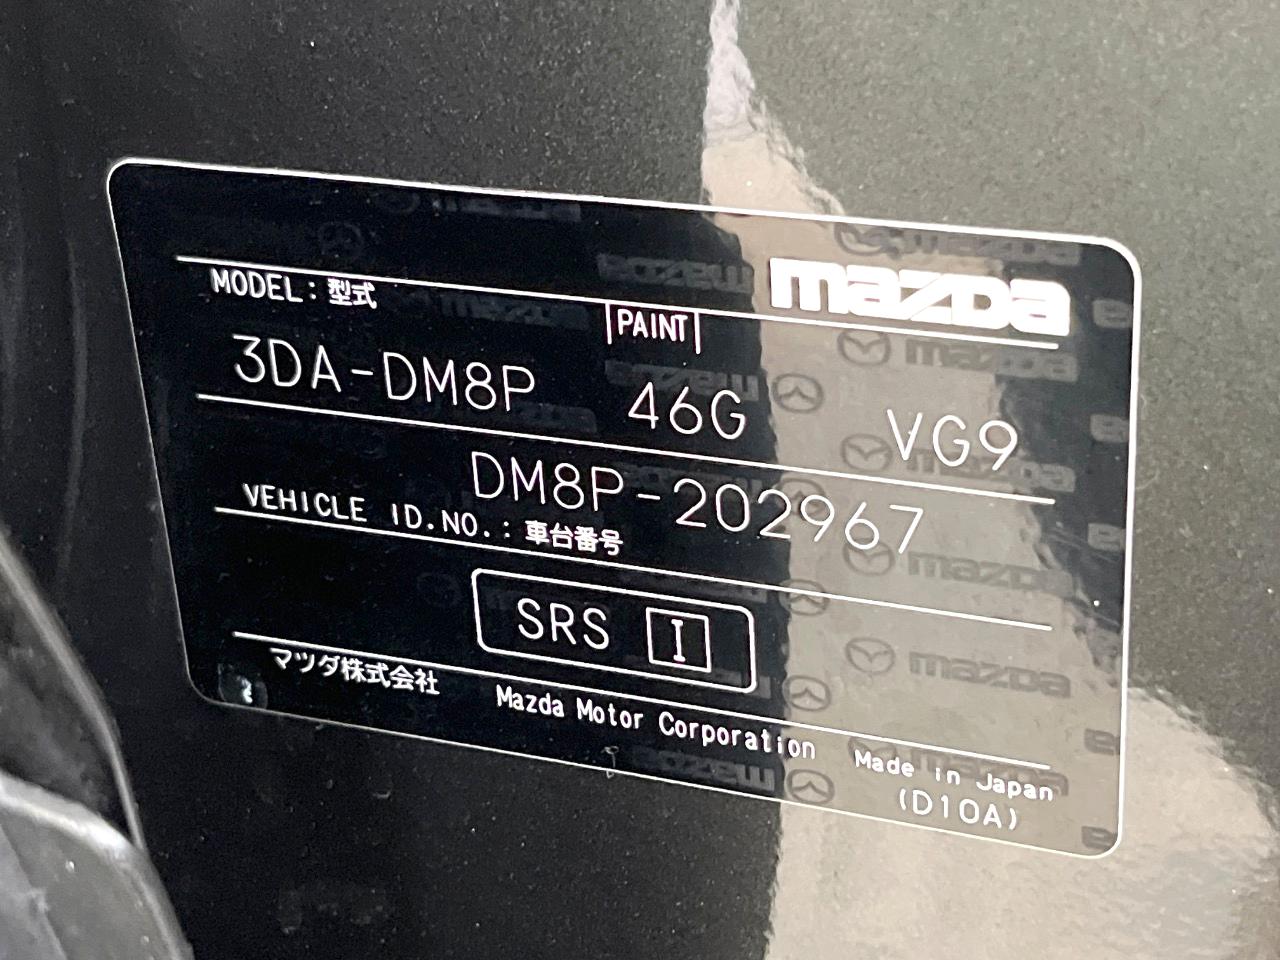 mazda
MODEL : 型式
PAINT
3DA-DM8P 46G VG9
DM8P-202967
VEHICLE ID.NO. : 車台番号
SRS I
マツダ株式会社 Mazda Motor Corporation Made in Japan
(D10A)